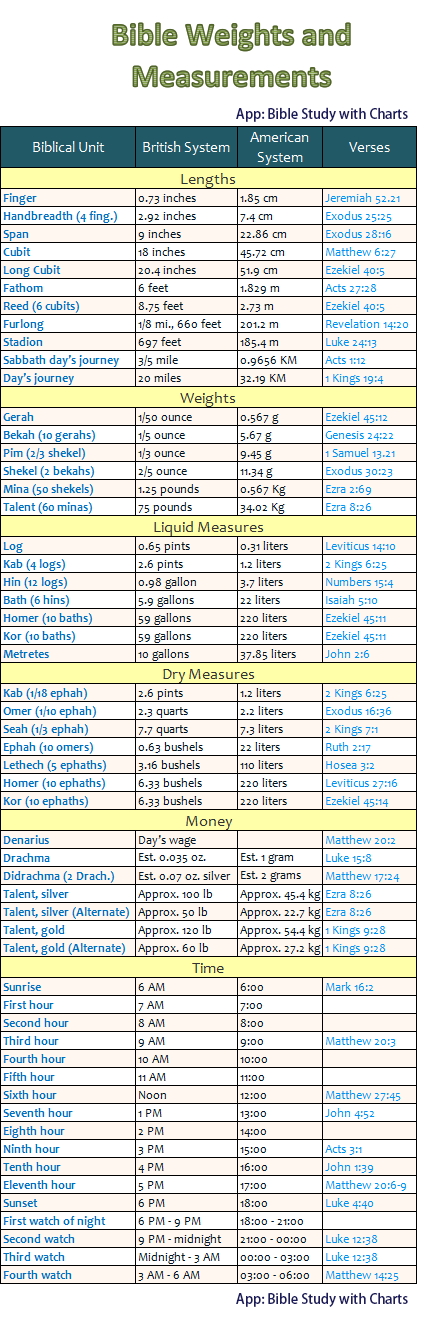 Bible Weights and
Measurements
App: Bible Study with Charts
Biblical Unit British System American System Verses
Lengths
Finger 0.73 inches 1.85 cm Jeremiah 52.21
Handbreadth (4 fing.) 2.92 inches 7.4 cm Exodus 25:25
Span 9 inches 22.86 cm Exodus 28:16
Cubit 18 inches 45.72 cm Matthew 6:27
Long Cubit 20.4 inches 51.9 cm Ezekiel 40:5
Fathom 6 feet 1.829 m Acts 27:28
Reed (6 cubits) 8.75 feet 2.73 m Ezekiel 40:5
Furlong 1/8 mi., 660 feet 201.2 m Revelation 14:20
Stadion 697 feet 185.4 m Luke 24:13
Sabbath day's journey 3/5 mile 0.9656 KM Acts 1:12
Day's journey 20 miles 32.19 KM 1 Kings 19:4
Weights
Gerah 1/50 ounce 0.567 g Ezekiel 45:12
Bekah (10 gerahs) 1/5 ounce 5.67 g Genesis 24:22
Pim (2/3 shekel) 1/3 ounce 9.45 g 1 Samuel 13.21
Shekel (2 bekahs) 2/5 ounce 11.34 g Exodus 30:23
Mina (50 shekels) 1.25 pounds 0.567 Kg Ezra 2:69
Talent (60 minas) 75 pounds 34.02 Kg Ezra 8:26
Liquid Measures
Log 0.65 pints 0.31 liters Leviticus 14:10
Kab (4 logs) 2.6 pints 1.2 liters 2 Kings 6:25
Hin (12 logs) 0.98 gallon 3.7 liters Numbers 15:4
Bath (6 hins) 5.9 gallons 22 liters Isaiah 5:10
Homer (10 baths) 59 gallons 220 liters Ezekiel 45:11
Kor (10 baths) 59 gallons 220 liters Ezekiel 45:11
Metretes 10 gallons 37.85 liters John 2:6
Dry Measures
Kab (1/18 ephah) 2.6 pints 1.2 liters 2 Kings 6:25
Omer (1/10 ephah) 2.3 quarts 2.2 liters Exodus 16:36
Seah (1/3 ephah) 7.7 quarts 7.3 liters 2 Kings 7:1
Ephah (10 omers) 0.63 bushels 22 liters Ruth 2:17
Lethech (5 ephahs) 3.16 bushels 110 liters Hosea 3:2
Homer (10 ephaths) 6.33 bushels 220 liters Leviticus 27:16
Kor (10 ephaths) 6.33 bushels 220 liters Ezekiel 45:14
Money
Denarius Day's wage Matthew 20:2
Drachma Est. 0.035 oz. Est. 1 gram Luke 15:8
Didrachma (2 Drach.) Est. 0.07 oz. silver Est. 2 grams Matthew 17:24
Talent, silver Approx. 100 lb Approx. 45.4 kg Ezra 8:26
Talent, silver (Alternate) Approx. 50 lb Approx. 22.7 kg Ezra 8:26
Talent, gold Approx. 120 lb Approx. 54.4 kg 1 Kings 9:28
Talent, gold (Alternate) Approx. 60 lb Approx. 27.2 kg 1 Kings 9:28
Time
Sunrise 6 AM 6:00 Mark 16:2
First hour 7 AM 7:00
Second hour 8 AM 8:00
Third hour 9 AM 9:00 Matthew 20:3
Fourth hour 10 AM 10:00
Fifth hour 11 AM 11:00
Sixth hour Noon 12:00 Matthew 27:45
Seventh hour 1 PM 13:00 John 4:52
Eighth hour 2 PM 14:00
Ninth hour 3 PM 15:00 Acts 3:1
Tenth hour 4 PM 16:00 John 1:39
Eleventh hour 5 PM 17:00 Matthew 20:6-9
Sunset 6 PM 18:00 Luke 4:40
First watch of night 6 PM - 9 PM 18:00 - 21:00
Second watch 9 PM - midnight 21:00 - 00:00 Luke 12:38
Third watch Midnight - 3 AM 00:00 - 03:00 Luke 12:38
Fourth watch 3 AM - 6 AM 03:00 - 06:00 Matthew 14:25
App: Bible Study with Charts